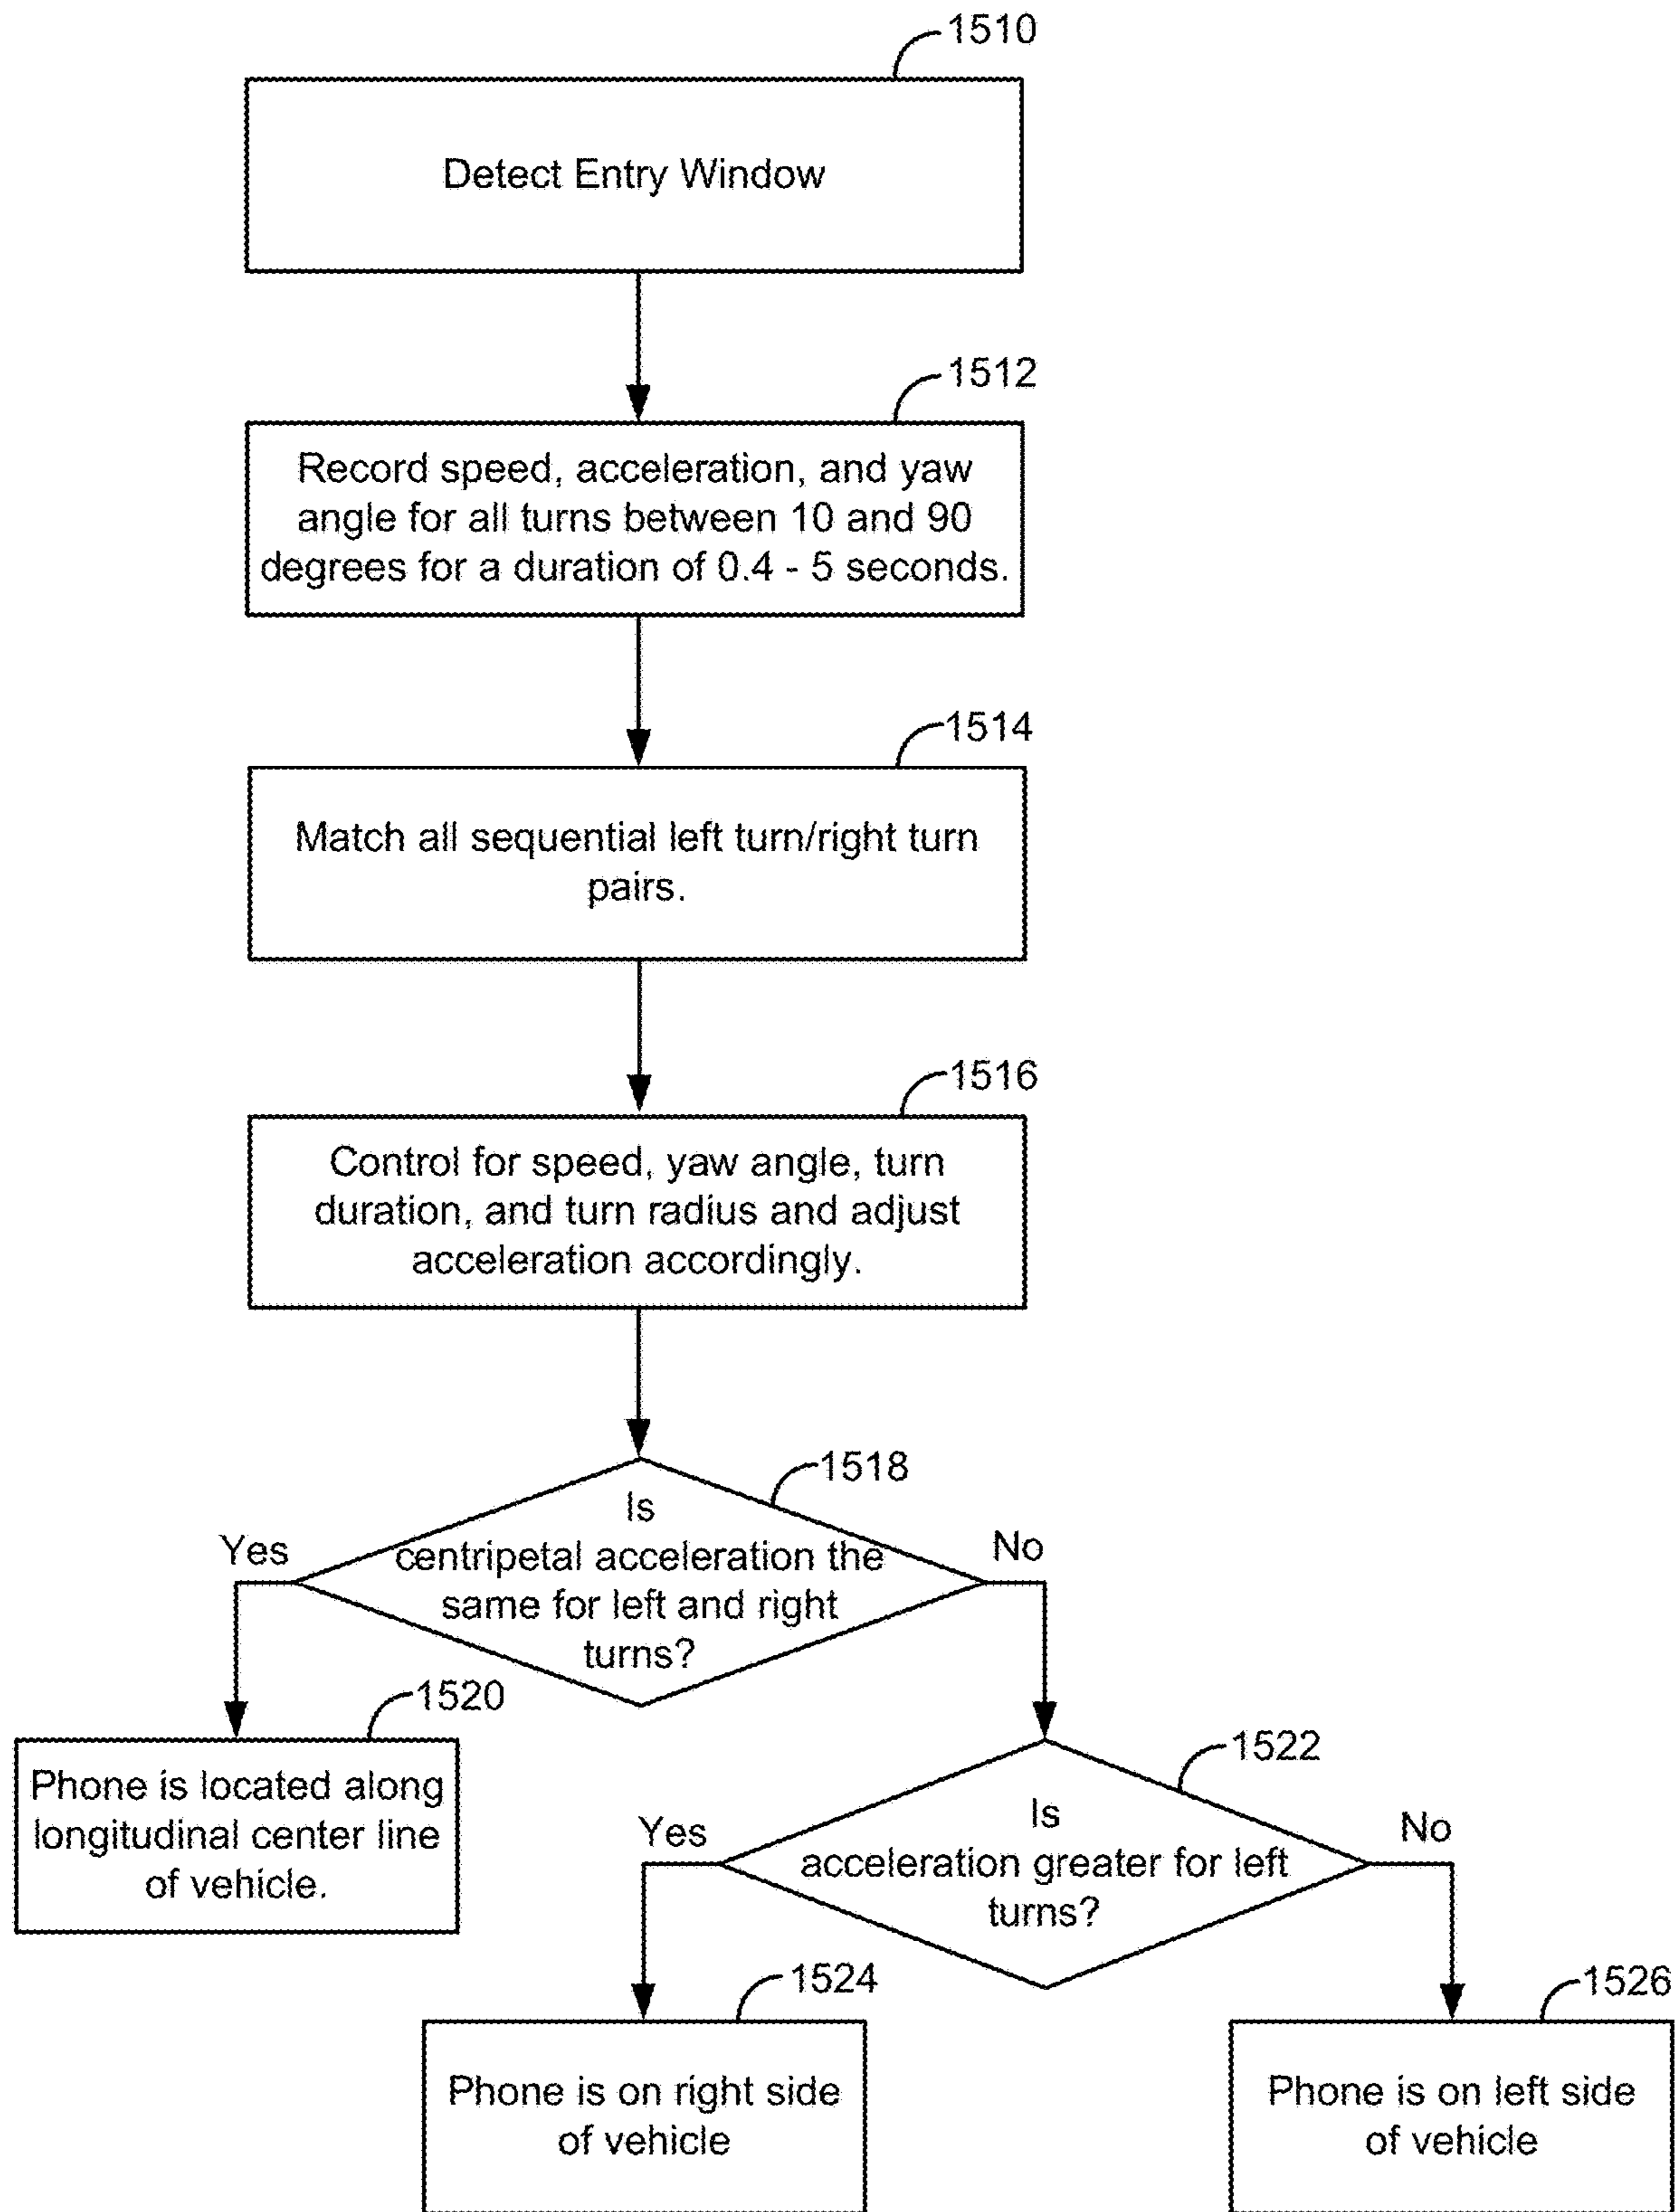 1510
Detect Entry Window
1512
Record speed, acceleration, and yaw
angle for all turns between 10 and 90
degrees for a duration of 0.4 - 5 seconds.
1514
Match all sequential left turn/right turn
pairs.
1516
Control for speed, yaw angle, turn
duration, and turn radius and adjust
acceleration accordingly.
1518
Is
centripetal acceleration the
same for left and right
turns?
Yes
No
1520
Phone is located along
longitudinal center line
of vehicle.
1522
Is
acceleration greater for left
turns?
Yes
No
1524
Phone is on right side
of vehicle
1526
Phone is on left side
of vehicle